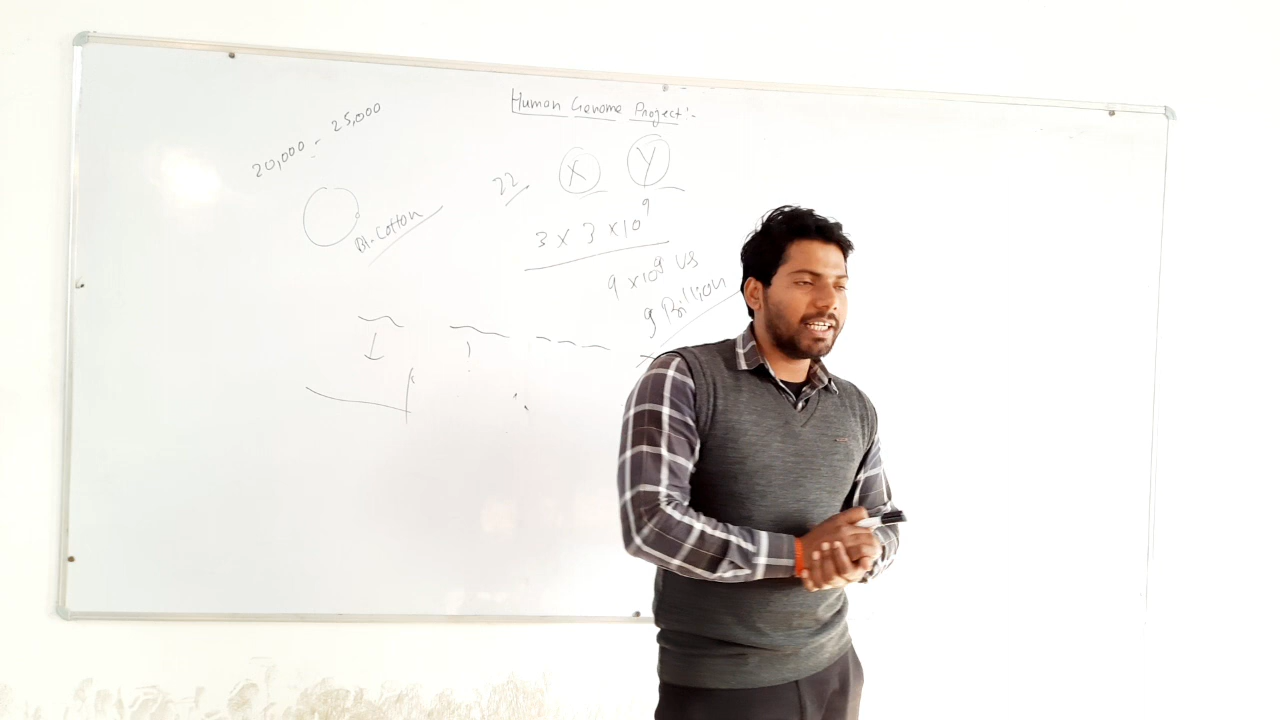 Human Genome Project:-
20,000 - 25,000
22 X Y
Bt-Cotton
3 x 3 x 10⁹
9 x 10⁹ US
9 Billion